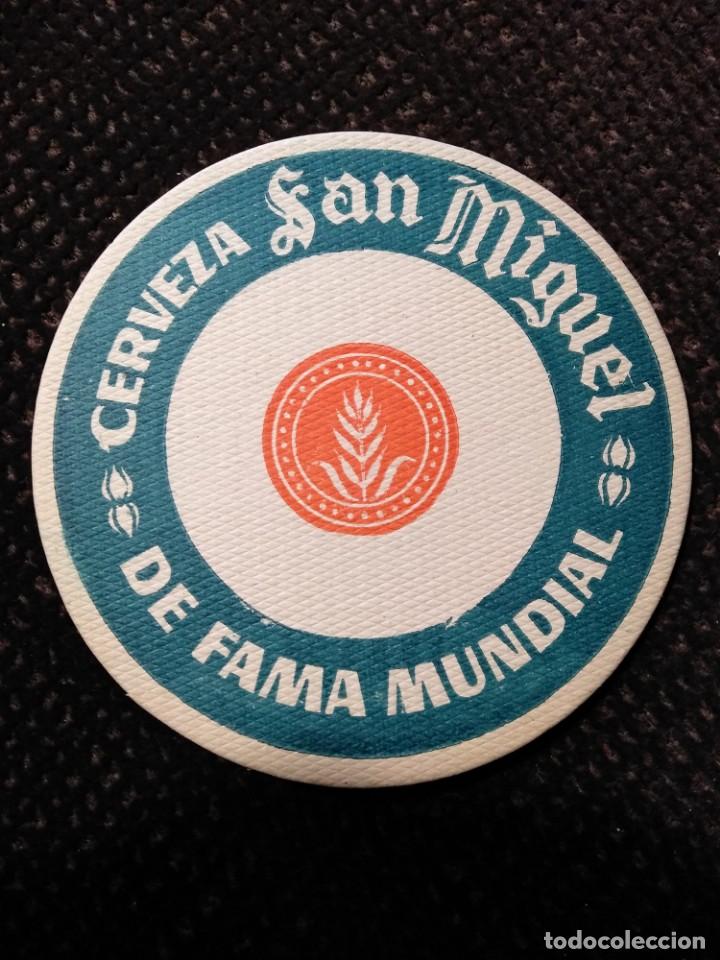 CERVEZA San Miguel
DE FAMA MUNDIAL
todocoleccion